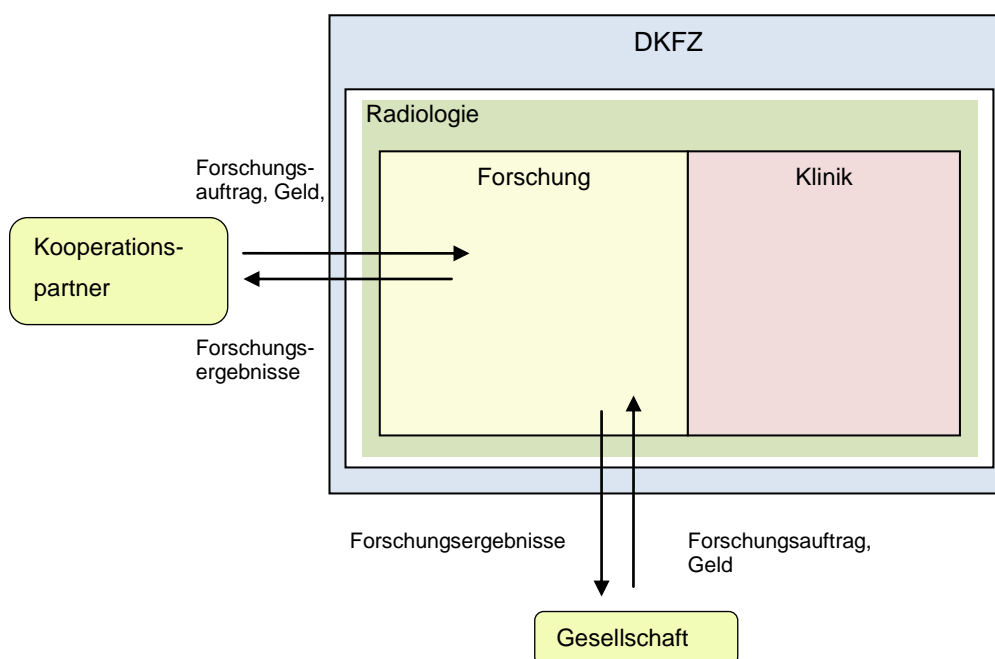 DKFZ
Radiologie
Forschung
Klinik
Forschungs-
auftrag, Geld,
Kooperations-
partner
Forschungs-
ergebnisse
Forschungsergebnisse
Forschungsauftrag,
Geld
Gesellschaft